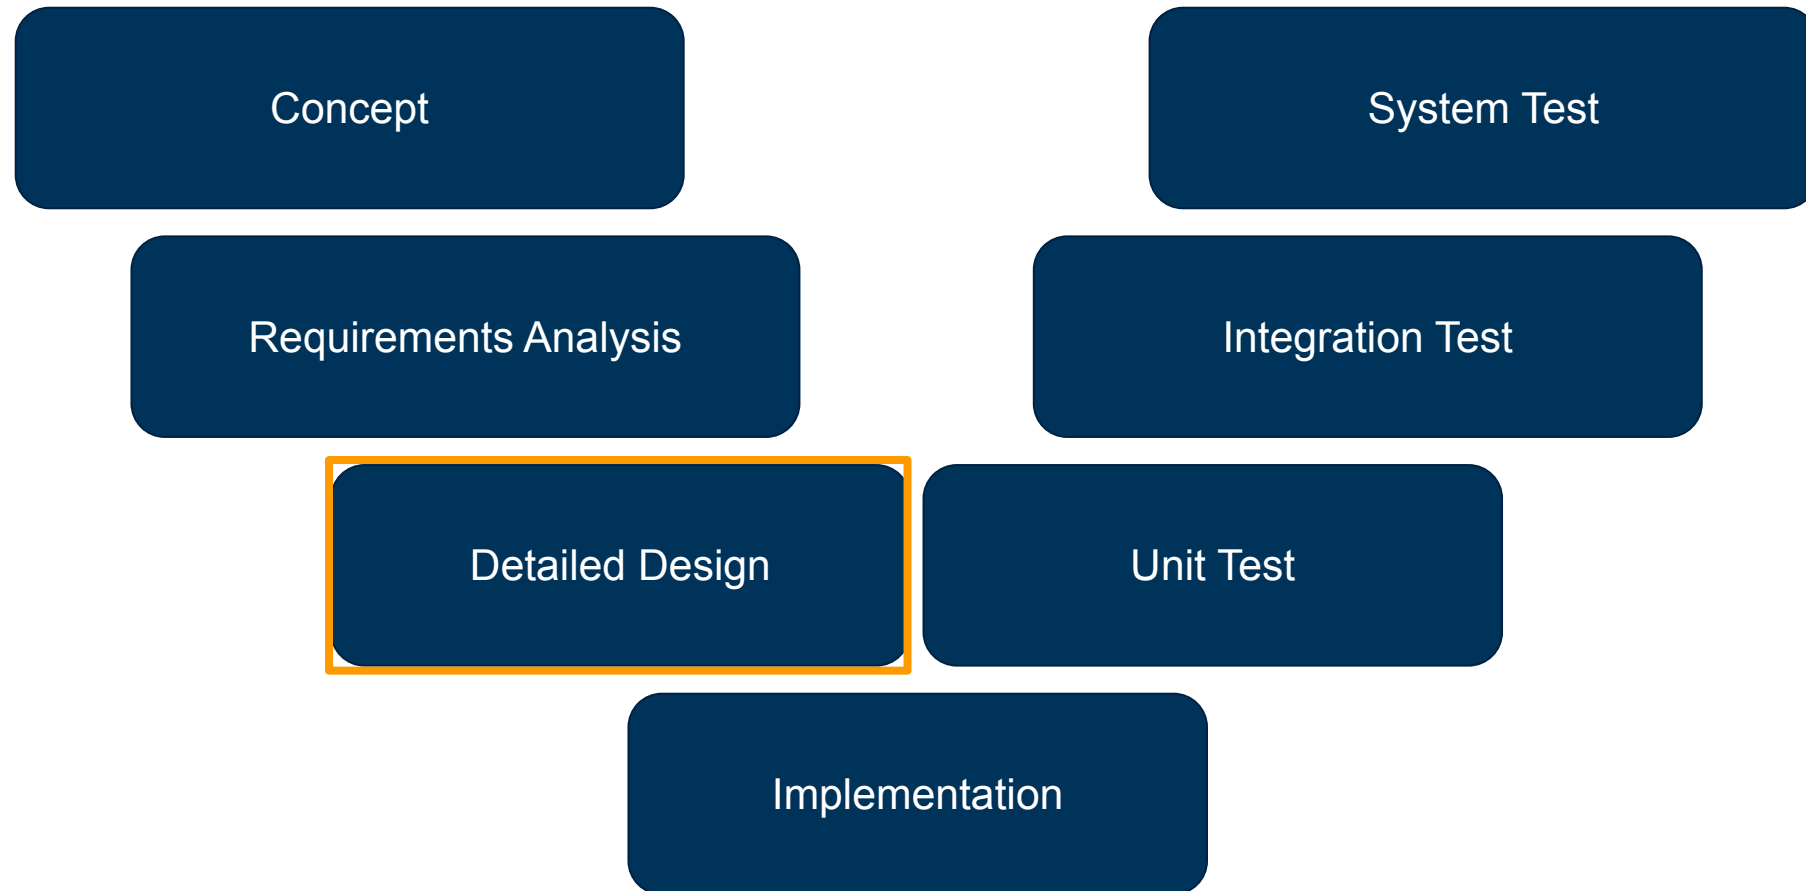 Concept
System Test
Requirements Analysis
Integration Test
Detailed Design
Unit Test
Implementation